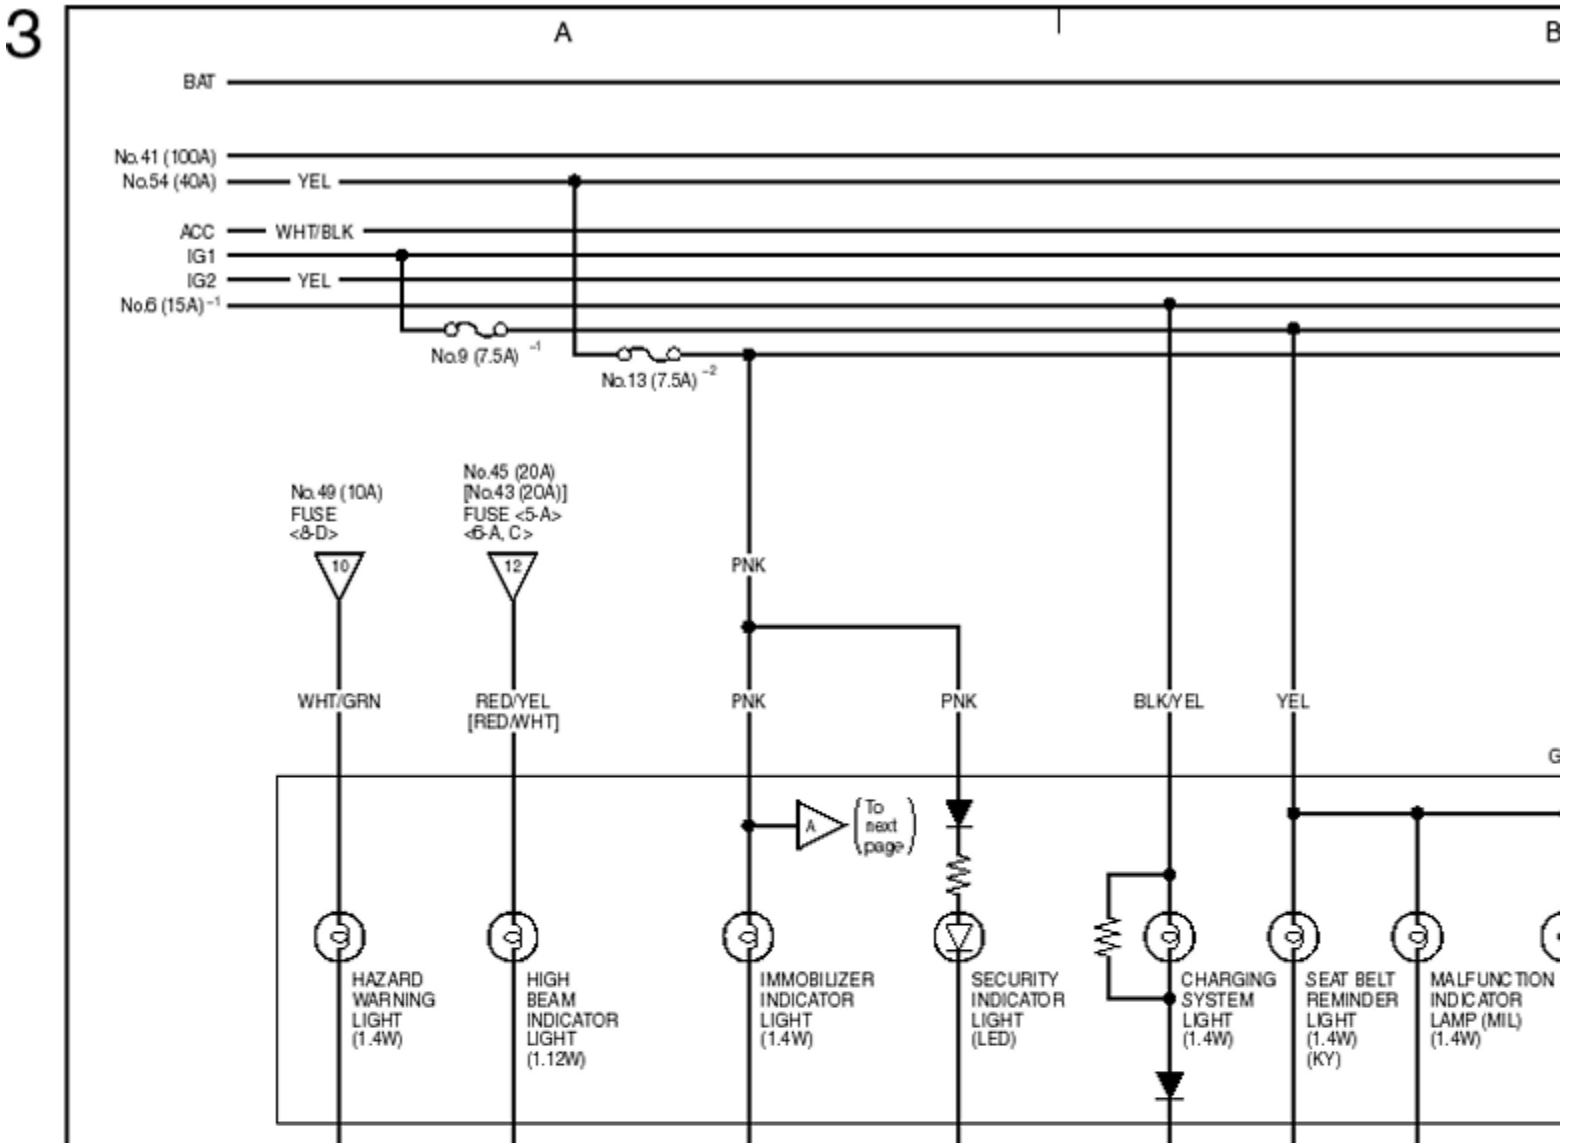 3
A
B
BAT
No.41 (100A)
No.54 (40A)
YEL
ACC
WHT/BLK
IG1
IG2
YEL
No.6 (15A) -1
No.9 (7.5A) -1
No.13 (7.5A) -2
No.49 (10A)
FUSE
<8-D>
10
No.45 (20A)
[No.43 (20A)]
FUSE <5-A>
<6-A, C>
12
PNK
WHT/GRN
RED/YEL
[RED/WHT]
PNK
PNK
BLK/YEL
YEL
G
A
(To
next
page)
HAZARD
WARNING
LIGHT
(1.4W)
HIGH
BEAM
INDICATOR
LIGHT
(1.12W)
IMMOBILIZER
INDICATOR
LIGHT
(1.4W)
SECURITY
INDICATOR
LIGHT
(LED)
CHARGING
SYSTEM
LIGHT
(1.4W)
SEAT BELT
REMINDER
LIGHT
(1.4W)
(KY)
MALFUNCTION
INDICATOR
LAMP (MIL)
(1.4W)